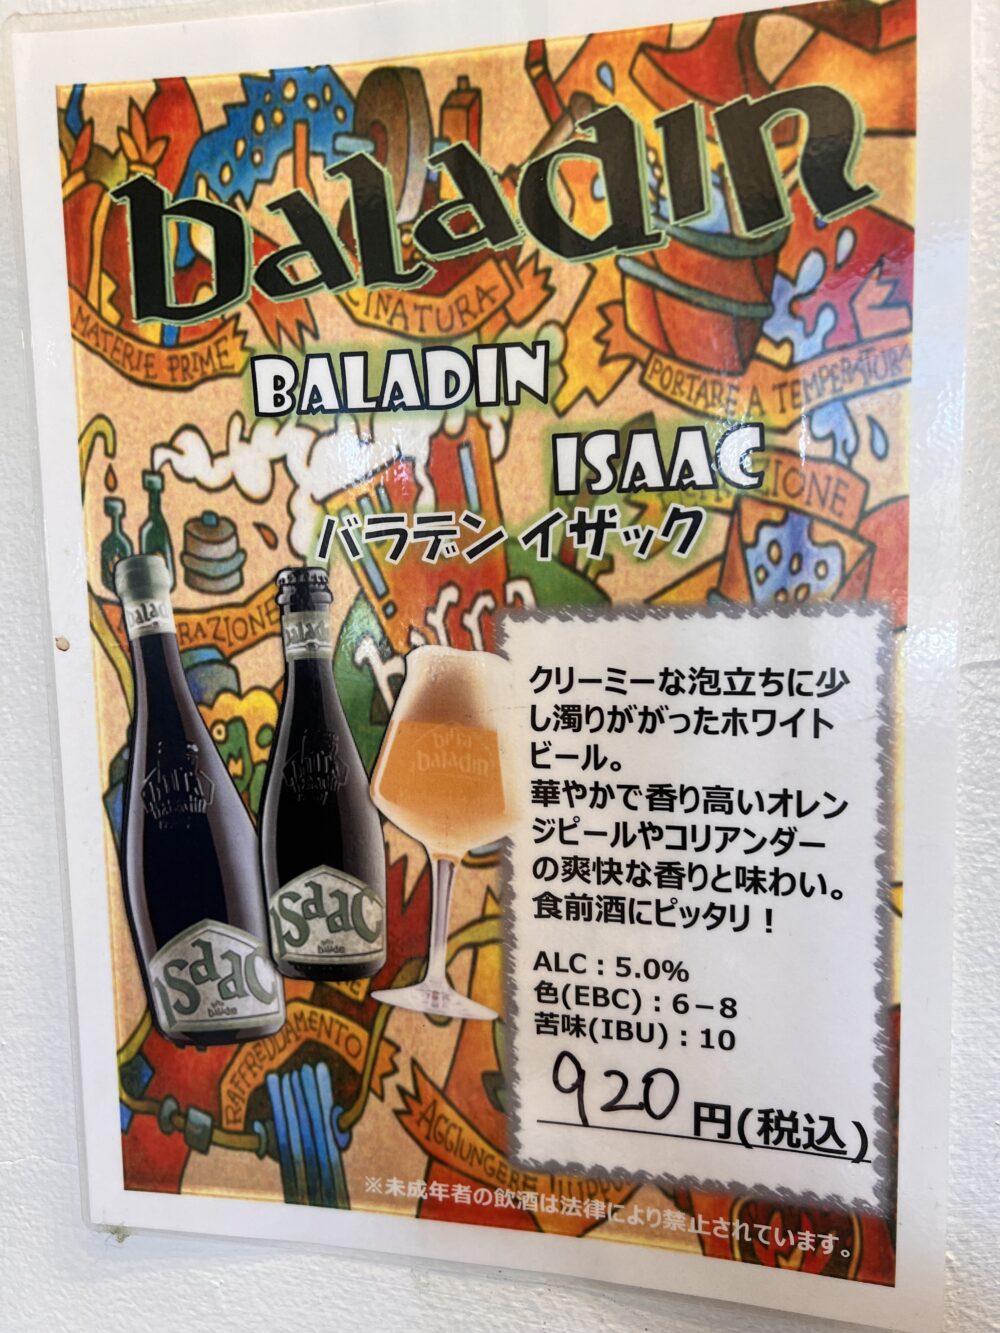 baladin
MATERIE PRIME
MACINATURA
PORTARE A TEMPERATURA
BALADIN
ISAAC
バラデン イザック
baladin
baladin
birra
baladin
クリーミーな泡立ちに少
し濁りががったホワイト
ビール。
華やかで香り高いオレン
ジピールやコリアンダー
の爽快な香りと味わい。
食前酒にピッタリ！
Isaac
baladin
Isaac
baladin
ALC：5.0%
色(EBC)：6－8
苦味(IBU)：10
920 円(税込)
RAFFREDDAMENTO
AGGIUNGERE
※未成年者の飲酒は法律により禁止されています。